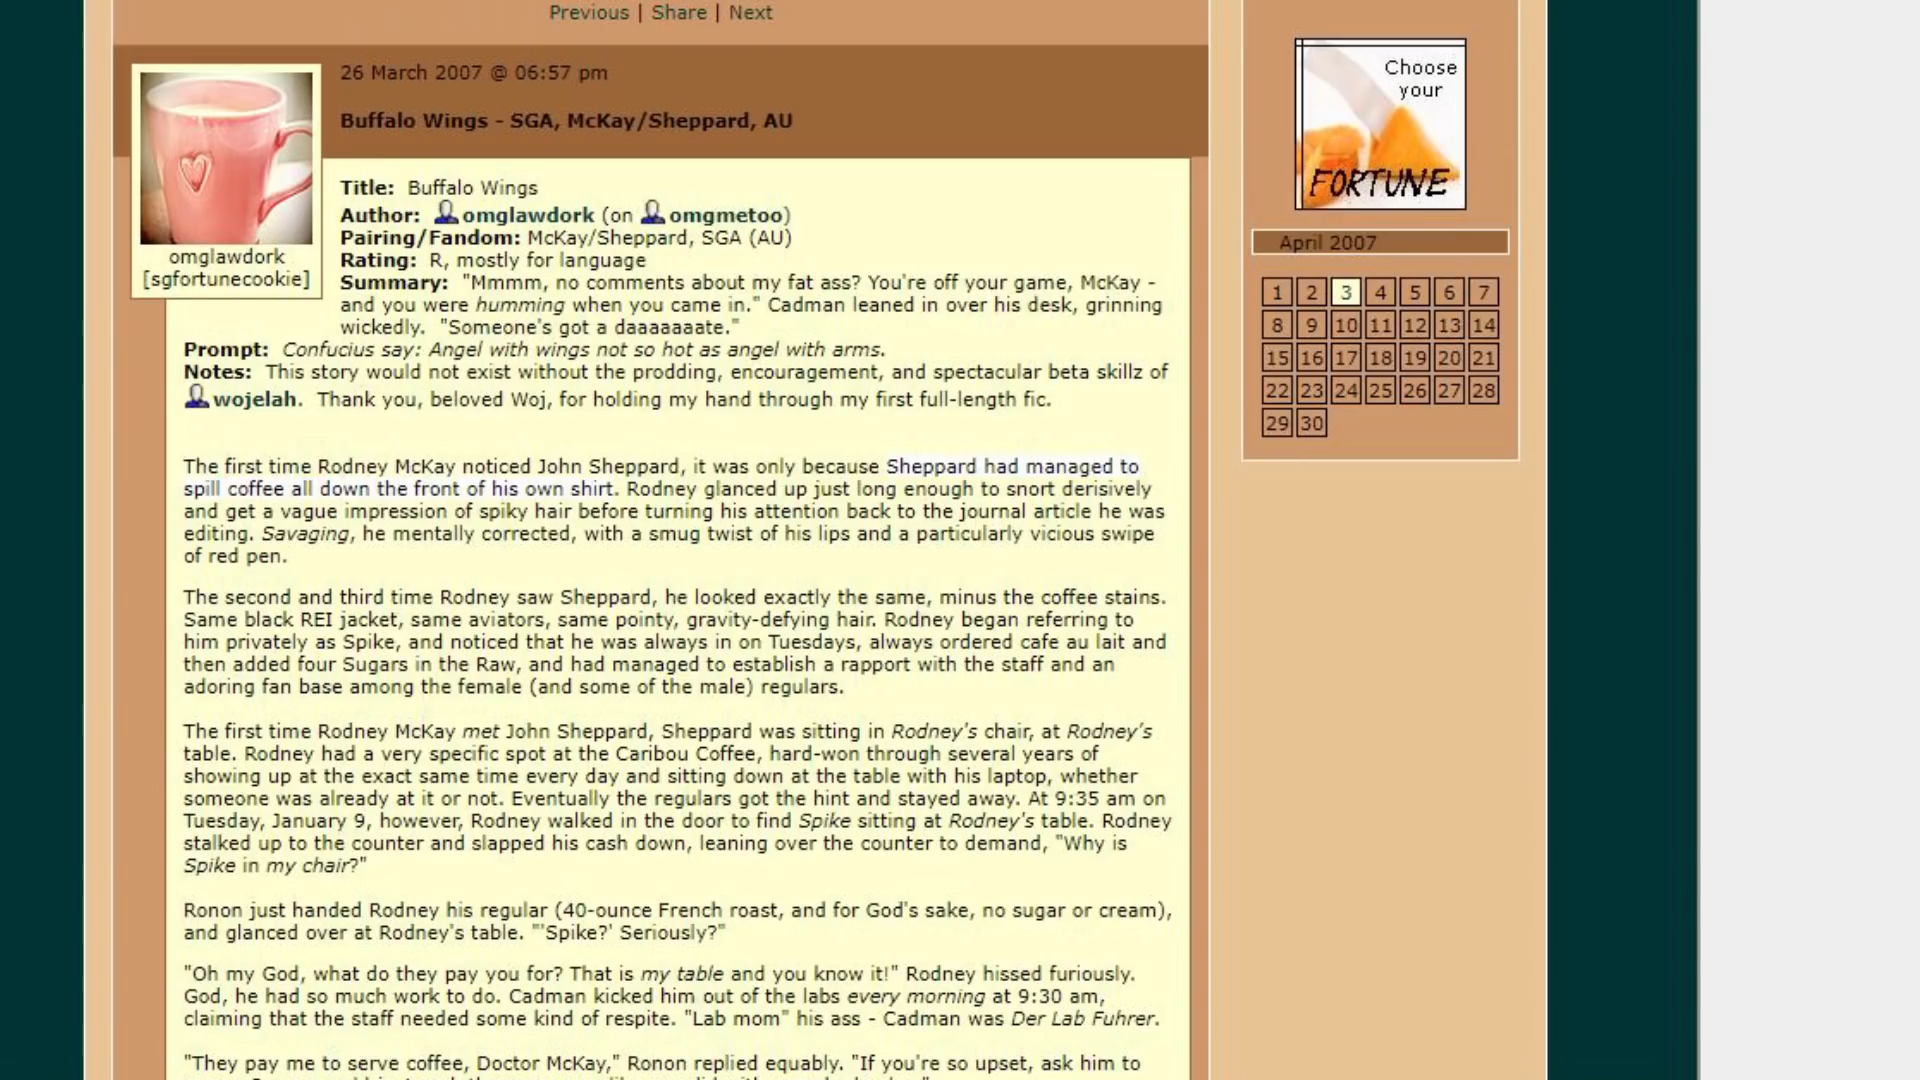 Previous | Share | Next
26 March 2007 @ 06:57 pm
Buffalo Wings - SGA, McKay/Sheppard, AU
omglawdork
[sgfortunecookie]
Title: Buffalo Wings
Author: omglawdork (on omgmetoo)
Pairing/Fandom: McKay/Sheppard, SGA (AU)
Rating: R, mostly for language
Summary: "Mmmm, no comments about my fat ass? You're off your game, McKay -
and you were humming when you came in." Cadman leaned in over his desk, grinning
wickedly. "Someone's got a daaaaaaate."
Prompt: Confucius say: Angel with wings not so hot as angel with arms.
Notes: This story would not exist without the prodding, encouragement, and spectacular beta skillz of
wojelah. Thank you, beloved Woj, for holding my hand through my first full-length fic.
The first time Rodney McKay noticed John Sheppard, it was only because Sheppard had managed to
spill coffee all down the front of his own shirt. Rodney glanced up just long enough to snort derisively
and get a vague impression of spiky hair before turning his attention back to the journal article he was
editing. Savaging, he mentally corrected, with a smug twist of his lips and a particularly vicious swipe
of red pen.
The second and third time Rodney saw Sheppard, he looked exactly the same, minus the coffee stains.
Same black REI jacket, same aviators, same pointy, gravity-defying hair. Rodney began referring to
him privately as Spike, and noticed that he was always in on Tuesdays, always ordered cafe au lait and
then added four Sugars in the Raw, and had managed to establish a rapport with the staff and an
adoring fan base among the female (and some of the male) regulars.
The first time Rodney McKay met John Sheppard, Sheppard was sitting in Rodney's chair, at Rodney's
table. Rodney had a very specific spot at the Caribou Coffee, hard-won through several years of
showing up at the exact same time every day and sitting down at the table with his laptop, whether
someone was already at it or not. Eventually the regulars got the hint and stayed away. At 9:35 am on
Tuesday, January 9, however, Rodney walked in the door to find Spike sitting at Rodney's table. Rodney
stalked up to the counter and slapped his cash down, leaning over the counter to demand, "Why is
Spike in my chair?"
Ronon just handed Rodney his regular (40-ounce French roast, and for God's sake, no sugar or cream),
and glanced over at Rodney's table. "'Spike?' Seriously?"
"Oh my God, what do they pay you for? That is my table and you know it!" Rodney hissed furiously.
God, he had so much work to do. Cadman kicked him out of the labs every morning at 9:30 am,
claiming that the staff needed some kind of respite. "Lab mom" his ass - Cadman was Der Lab Fuhrer.
"They pay me to serve coffee, Doctor McKay," Ronon replied equably. "If you're so upset, ask him to
Choose
your
FORTUNE
April 2007
1 2 3 4 5 6 7
8 9 10 11 12 13 14
15 16 17 18 19 20 21
22 23 24 25 26 27 28
29 30